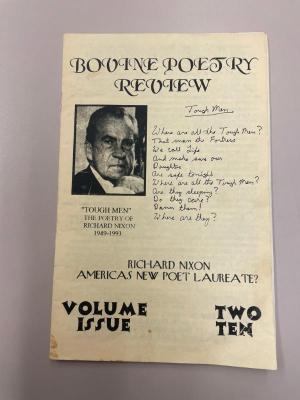 BOVINE POETRY
REVIEW
Tough Men
Where are all the Tough Men?
That man the Fortress
We call Life
And make sure our
Daughters
Are safe tonight
Where are all the Tough Men?
Are they sleeping?
Do they care?
Damn them!
Where are they?
"TOUGH MEN"
THE POETRY OF
RICHARD NIXON
1949-1993
RICHARD NIXON
AMERICAS NEW POET LAUREATE?
VOLUME TWO
ISSUE TEN